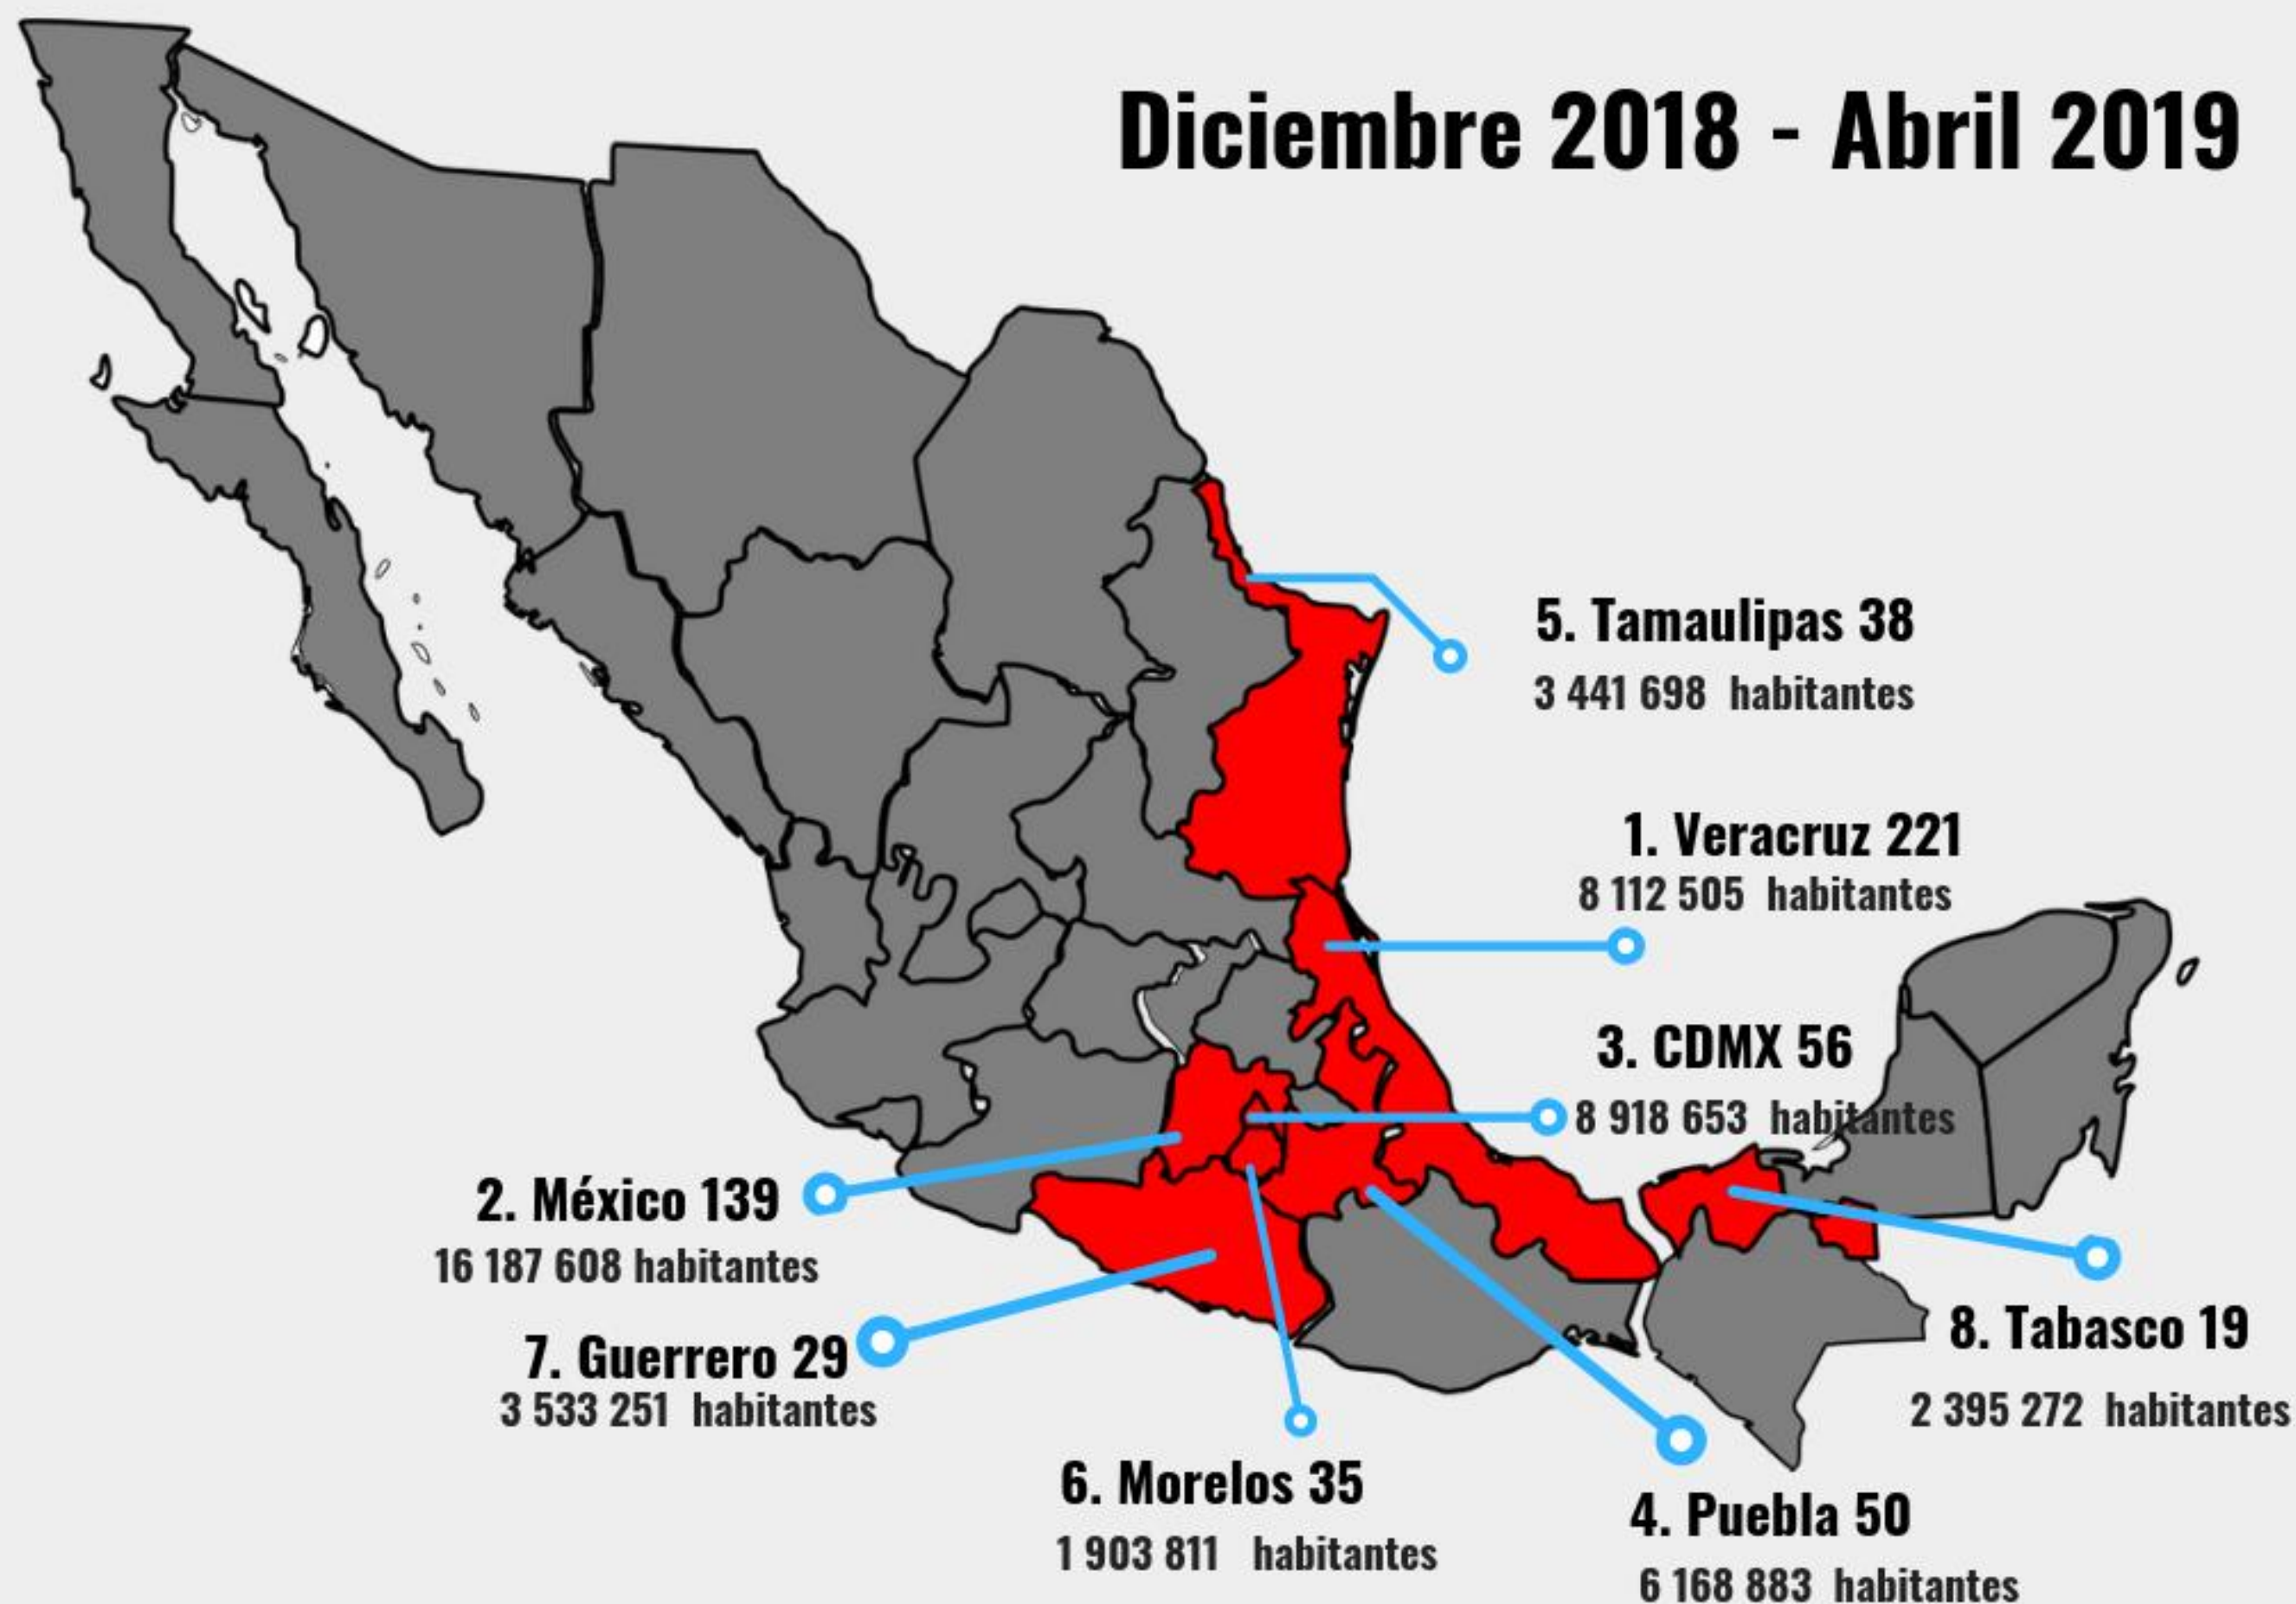 Diciembre 2018 - Abril 2019
5. Tamaulipas 38
3 441 698 habitantes
1. Veracruz 221
8 112 505 habitantes
3. CDMX 56
8 918 653 habitantes
2. México 139
16 187 608 habitantes
7. Guerrero 29
3 533 251 habitantes
8. Tabasco 19
2 395 272 habitantes
6. Morelos 35
1 903 811 habitantes
4. Puebla 50
6 168 883 habitantes